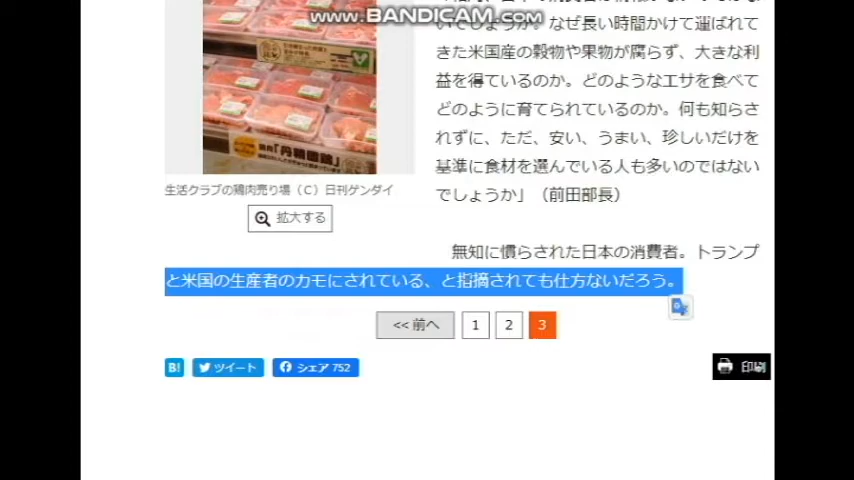 www.BANDICAM.com
いでしょうか。なぜ長い時間かけて運ばれて
きた米国産の穀物や果物が腐らず、大きな利
益を得ているのか。どのようなエサを食べて
どのように育てられているのか。何も知らさ
れずに、ただ、安い、うまい、珍しいだけを
基準に食材を選んでいる人も多いのではない
でしょうか」（前田部長）
生活クラブの鶏肉売り場（C）日刊ゲンダイ
拡大する
無知に慣らされた日本の消費者。トランプ
と米国の生産者のカモにされている、と指摘されても仕方ないだろう。
<< 前へ 1 2 3
B! ツイート シェア 752 印刷